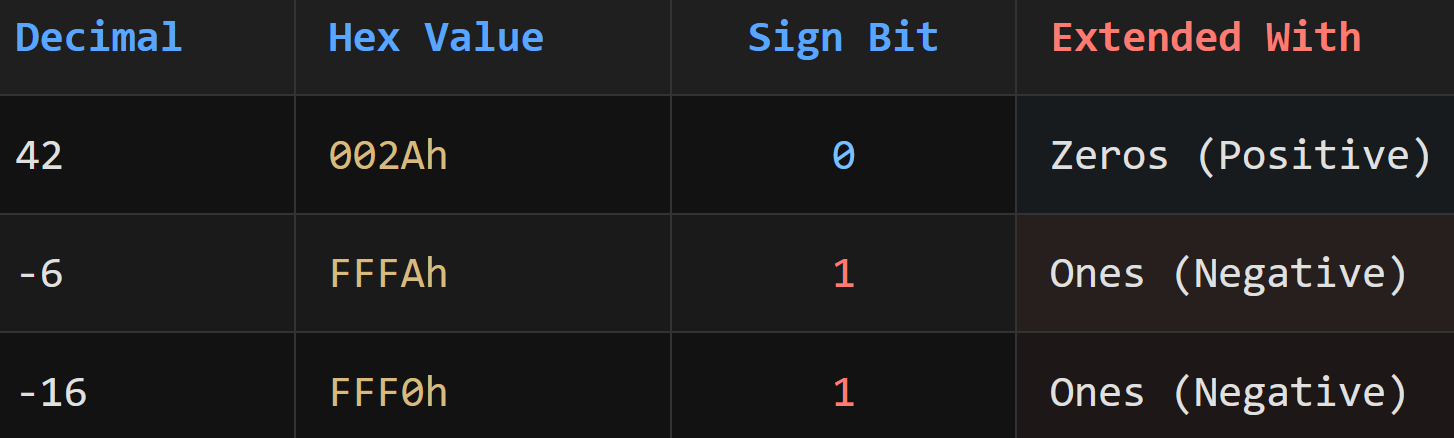 Decimal Hex Value Sign Bit Extended With
42 002Ah 0 Zeros (Positive)
-6 FFFAh 1 Ones (Negative)
-16 FFF0h 1 Ones (Negative)